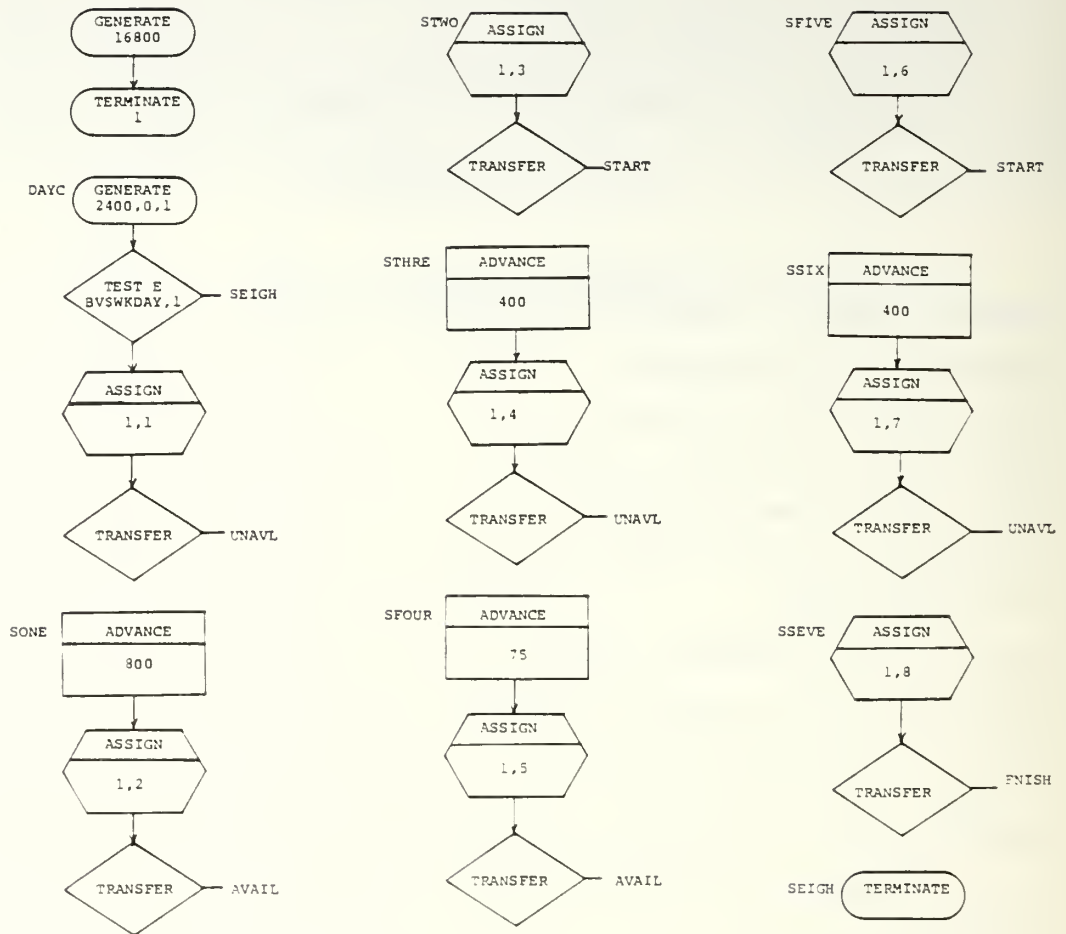 GENERATE
16800
TERMINATE
1
DAYC
GENERATE
2400,0,1
TEST E
BVSWKDAY,1
SEIGH
ASSIGN
1,1
TRANSFER
UNAVL
SONE
ADVANCE
800
ASSIGN
1,2
TRANSFER
AVAIL
STWO
ASSIGN
1,3
TRANSFER
START
STHRE
ADVANCE
400
ASSIGN
1,4
TRANSFER
UNAVL
SFOUR
ADVANCE
75
ASSIGN
1,5
TRANSFER
AVAIL
SFIVE
ASSIGN
1,6
TRANSFER
START
SSIX
ADVANCE
400
ASSIGN
1,7
TRANSFER
UNAVL
SSEVE
ASSIGN
1,8
TRANSFER
FNISH
SEIGH
TERMINATE